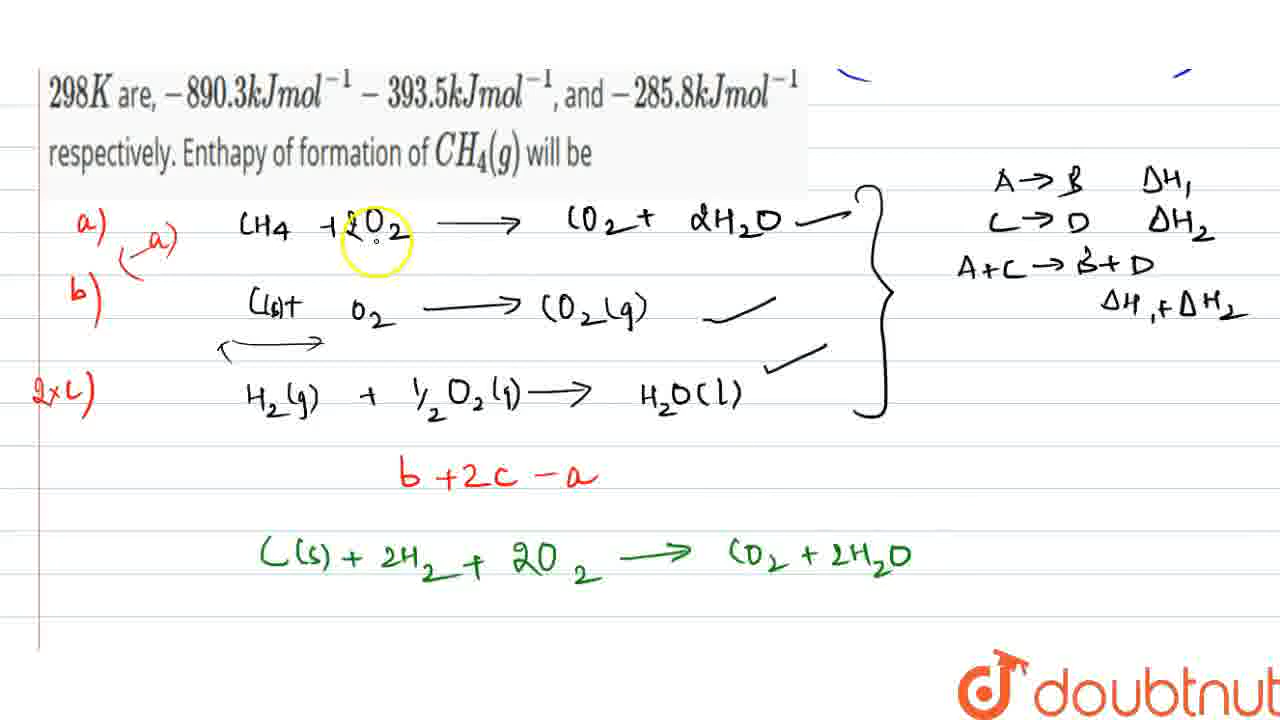 298K are, −890.3kJmol⁻¹ − 393.5kJmol⁻¹, and −285.8kJmol⁻¹
respectively. Enthapy of formation of CH₄(g) will be
a) CH₄ + 2O₂ ⟶ CO₂ + 2H₂O
(−a)
b) C(s) + O₂ ⟶ CO₂(g)
2×c) H₂(g) + ½O₂(g) ⟶ H₂O(l)
b + 2c − a
C(s) + 2H₂ + 2O₂ ⟶ CO₂ + 2H₂O
A → B ΔH₁
C → D ΔH₂
A+C → B+D
ΔH₁ + ΔH₂
doubtnut